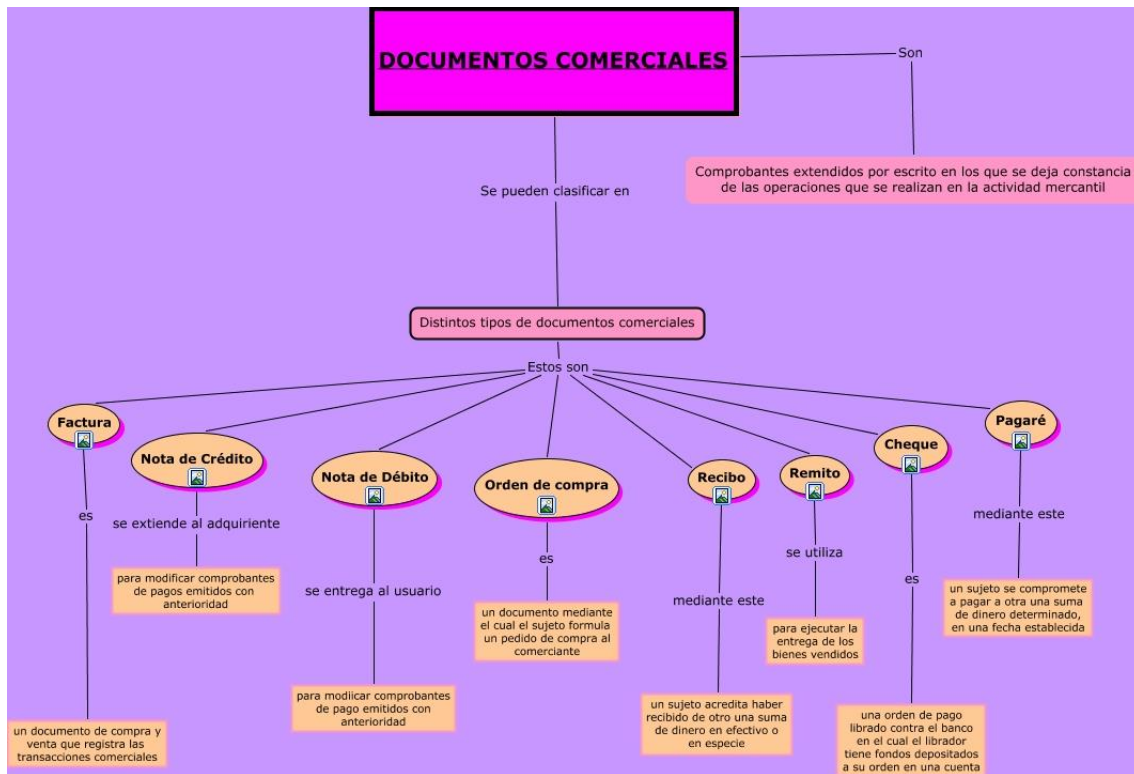 DOCUMENTOS COMERCIALES
Son
Comprobantes extendidos por escrito en los que se deja constancia
de las operaciones que se realizan en la actividad mercantil
Se pueden clasificar en
Distintos tipos de documentos comerciales
Estos son
Factura
es
un documento de compra y
venta que registra las
transacciones comerciales
Nota de Crédito
se extiende al adquiriente
para modificar comprobantes
de pagos emitidos con
anterioridad
Nota de Débito
se entrega al usuario
para modiicar comprobantes
de pago emitidos con
anterioridad
Orden de compra
es
un documento mediante
el cual el sujeto formula
un pedido de compra al
comerciante
Recibo
mediante este
un sujeto acredita haber
recibido de otro una suma
de dinero en efectivo o
en especie
Remito
se utiliza
para ejecutar la
entrega de los
bienes vendidos
Cheque
es
una orden de pago
librado contra el banco
en el cual el librador
tiene fondos depositados
a su orden en una cuenta
Pagaré
mediante este
un sujeto se compromete
a pagar a otra una suma
de dinero determinado,
en una fecha establecida